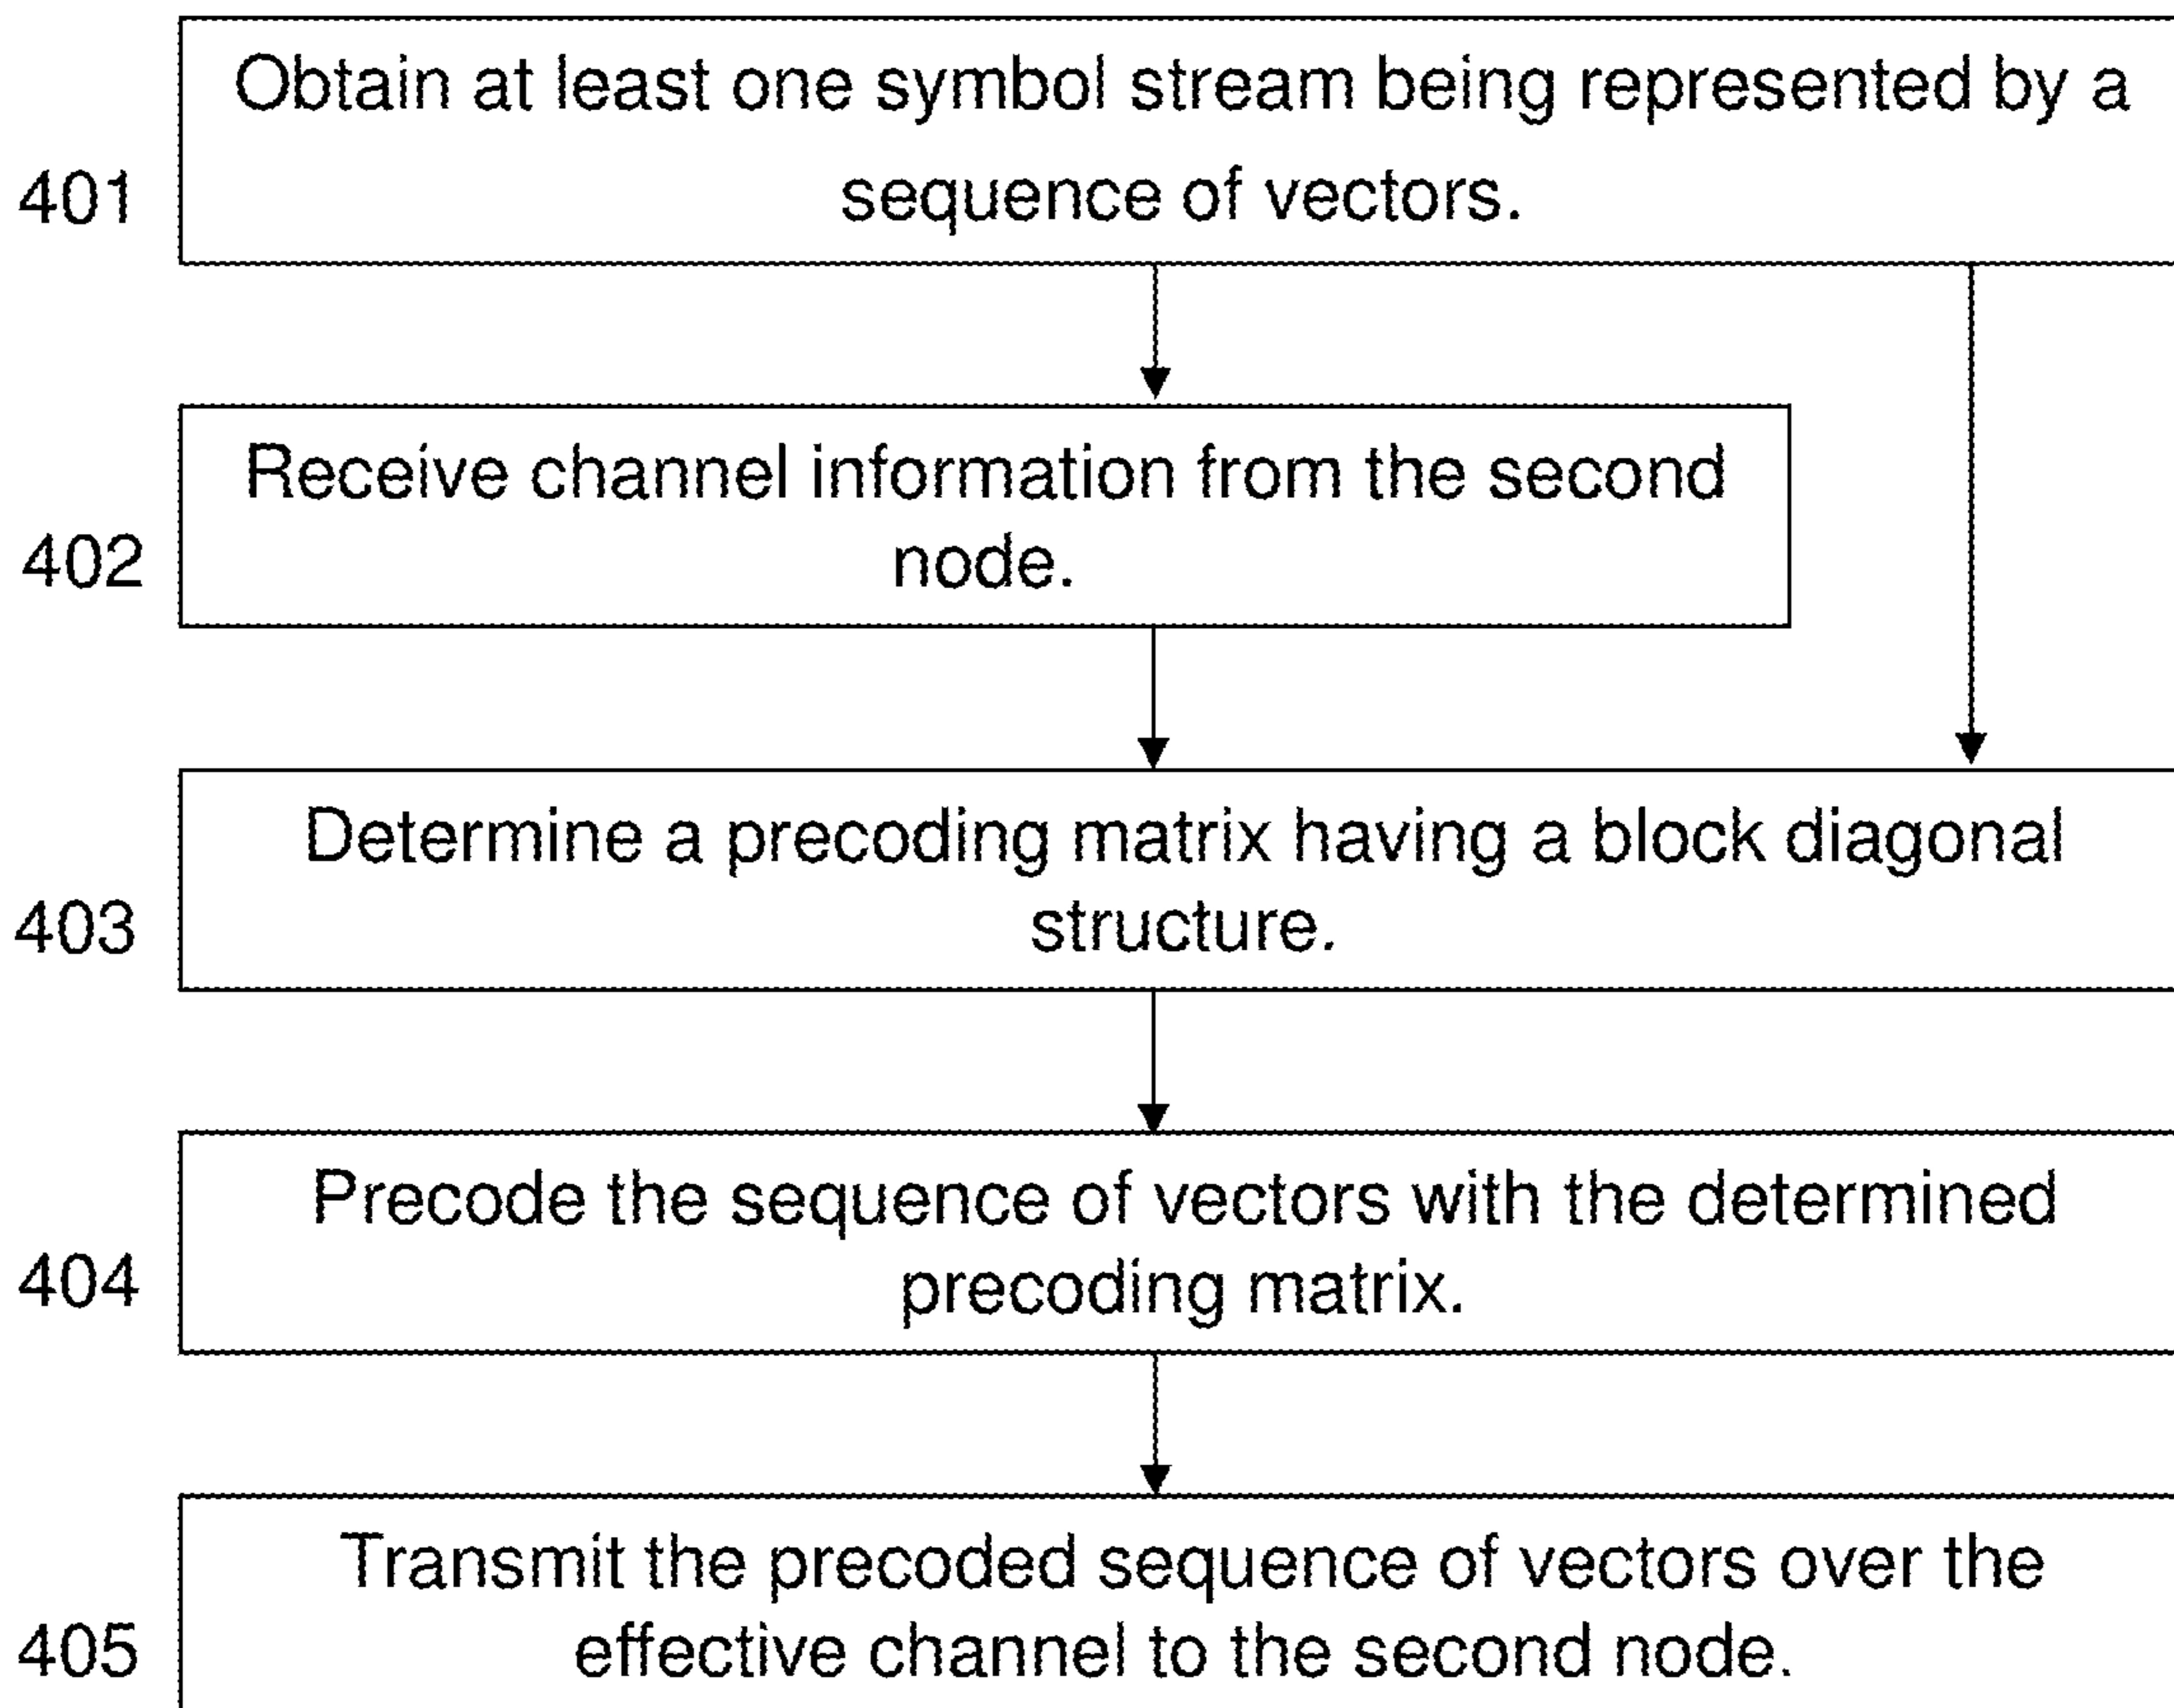 Obtain at least one symbol stream being represented by a
401
sequence of vectors.
Receive channel information from the second
402
node.
Determine a precoding matrix having a block diagonal
403
structure.
Precode the sequence of vectors with the determined
404
precoding matrix.
Transmit the precoded sequence of vectors over the
405
effective channel to the second node.